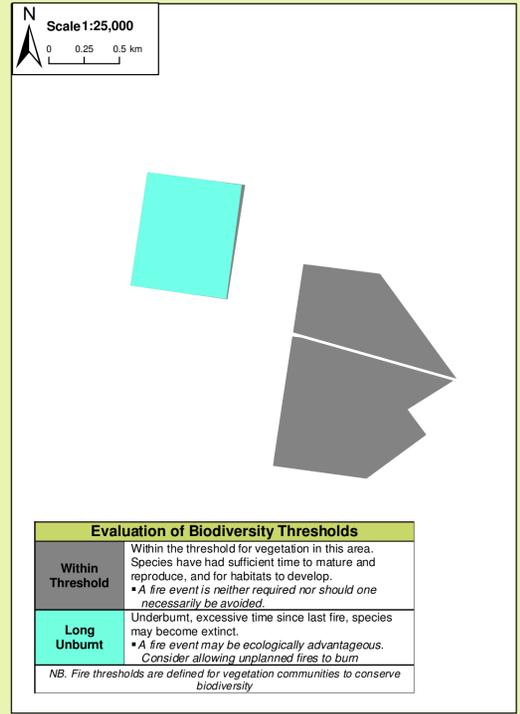 N
Scale1:25,000
0 0.25 0.5 km
Evaluation of Biodiversity Thresholds
Within
Threshold
Within the threshold for vegetation in this area.
Species have had sufficient time to mature and
reproduce, and for habitats to develop.
▪ A fire event is neither required nor should one
necessarily be avoided.
Long
Unburnt
Underburnt, excessive time since last fire, species
may become extinct.
▪ A fire event may be ecologically advantageous.
Consider allowing unplanned fires to burn
NB. Fire thresholds are defined for vegetation communities to conserve
biodiversity